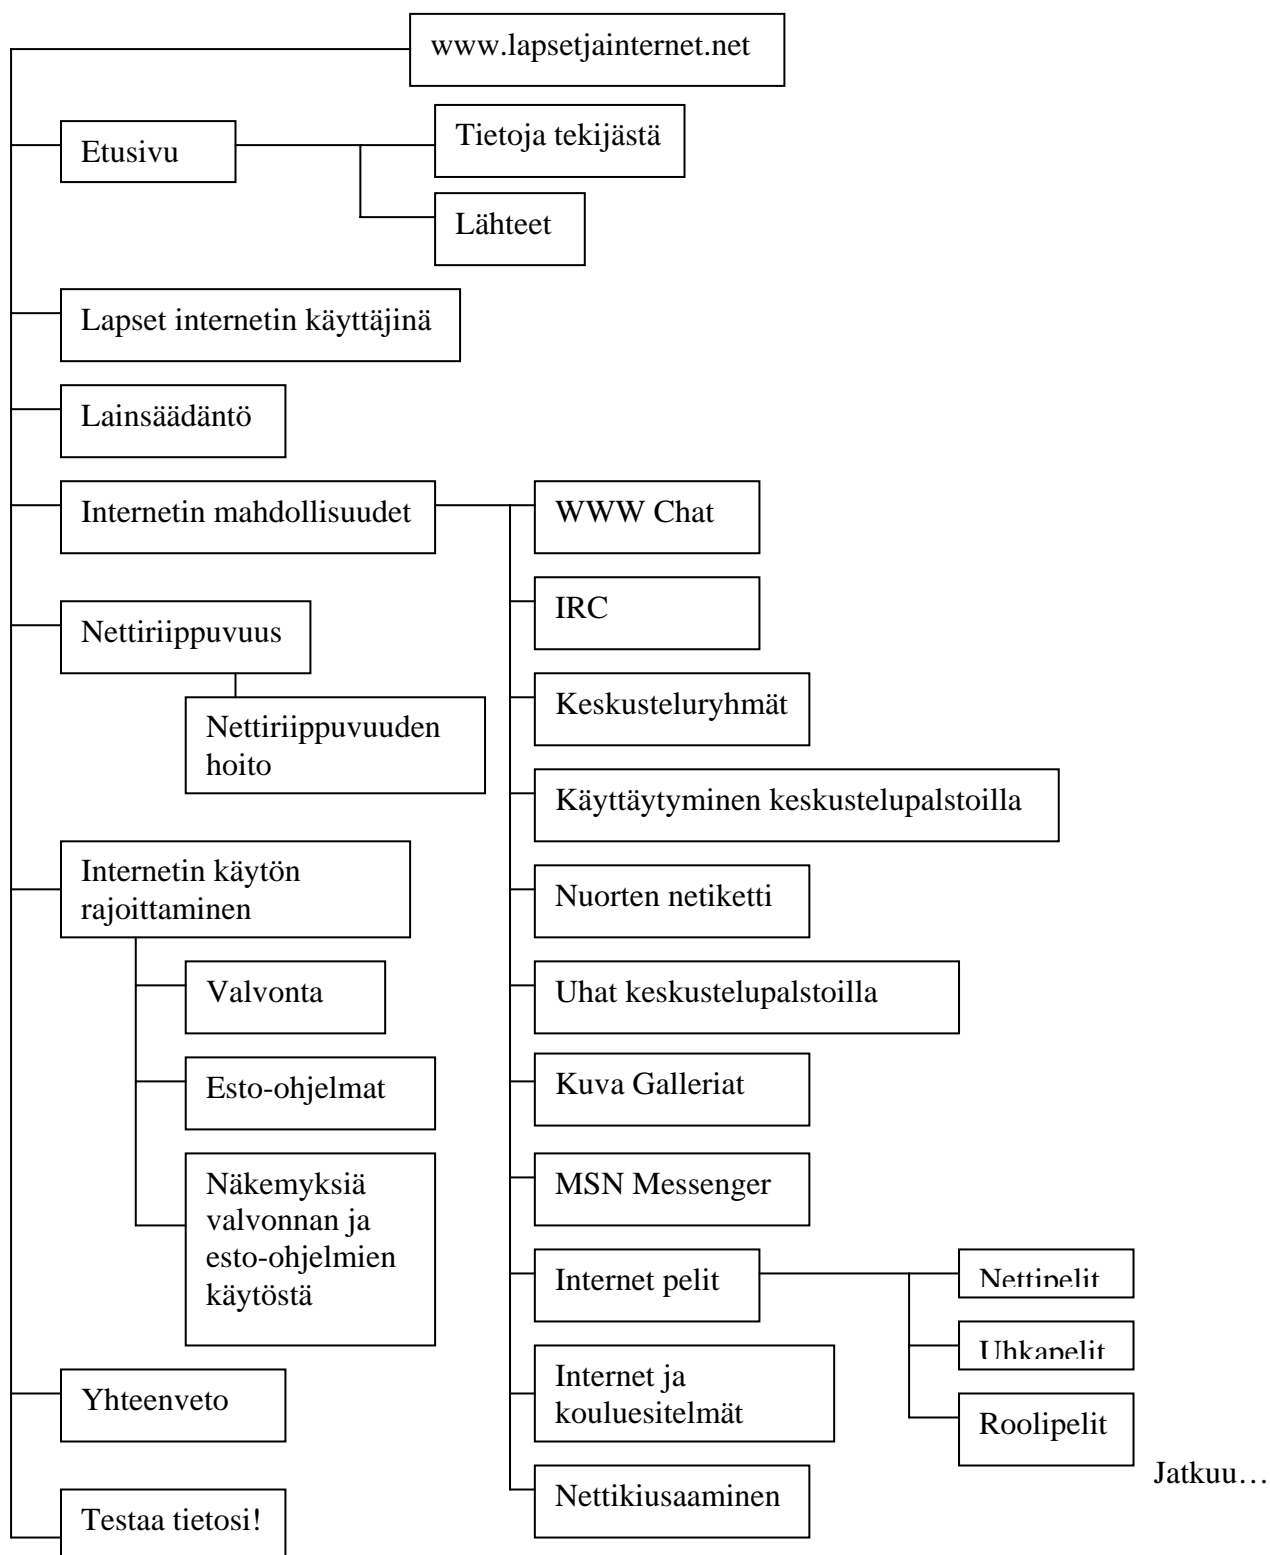 www.lapsetjainternet.net
Etusivu
Tietoja tekijästä
Lähteet
Lapset internetin käyttäjinä
Lainsäädäntö
Internetin mahdollisuudet
WWW Chat
IRC
Keskusteluryhmät
Käyttäytyminen keskustelupalstoilla
Nuorten netiketti
Uhat keskustelupalstoilla
Kuva Galleriat
MSN Messenger
Internet pelit
Nettipelit
Uhkapelit
Roolipelit
Internet ja
kouluesitelmät
Nettikiusaaminen
Nettiriippuvuus
Nettiriippuvuuden
hoito
Internetin käytön
rajoittaminen
Valvonta
Esto-ohjelmat
Näkemyksiä
valvonnan ja
esto-ohjelmien
käytöstä
Yhteenveto
Testaa tietosi!
Jatkuu…